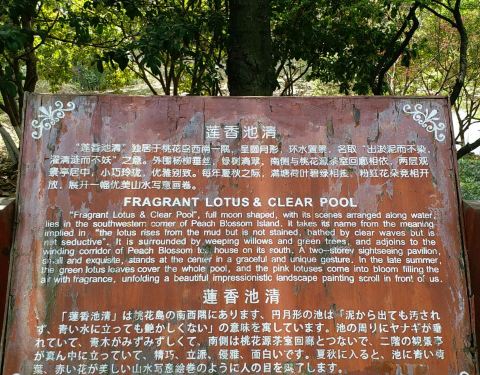 蓮香池清
“莲香池清”独居于桃花岛西南一隅，呈圆月形，环水置景，名取“出淤泥而不染，
濯清涟而不妖”之意。外围杨柳垂丝，绿树滴翠，南侧与桃花源茶室回廊相依，两层观
景亭居中，小巧玲珑，优雅别致。每年夏秋之际，满塘荷叶碧绿相连，粉红花朵竞相开
放，展开一幅优美山水写意画卷。
FRAGRANT LOTUS & CLEAR POOL
"Fragrant Lotus & Clear Pool", full moon shaped, with its scenes arranged along water,
lies in the southwestern corner of Peach Blossom Island. It takes its name from the meaning
implied in "the lotus rises from the mud but is not stained, bathed by clear waves but is
not seductive". It is surrounded by weeping willows and green trees, and adjoins to the
winding corridor of Peach Blossom tea house on its south. A two-storey sightseeing pavilion,
small and exquisite, stands at the center in a graceful and unique gesture. In the late summer,
the green lotus leaves cover the whole pool, and the pink lotuses come into bloom filling the
air with fragrance, unfolding a beautiful impressionistic landscape painting scroll in front of us.
蓮香池清
「蓮香池清」は桃花島の南西隅にあります、円月形の池は「泥から出ても汚され
ず、青い水に立っても艶かしくない」の意味を寓しています。池の周りにヤナギが垂
れていて、青木がみずみずしくて、南側は桃花源茶室回廊とつないで、二階の観景亭
が真ん中に立っていて、精巧、立派、優雅、面白いです。夏秋に入ると、池に青い荷
葉、赤い花が美しい山水写意絵巻のように人の目を了します。